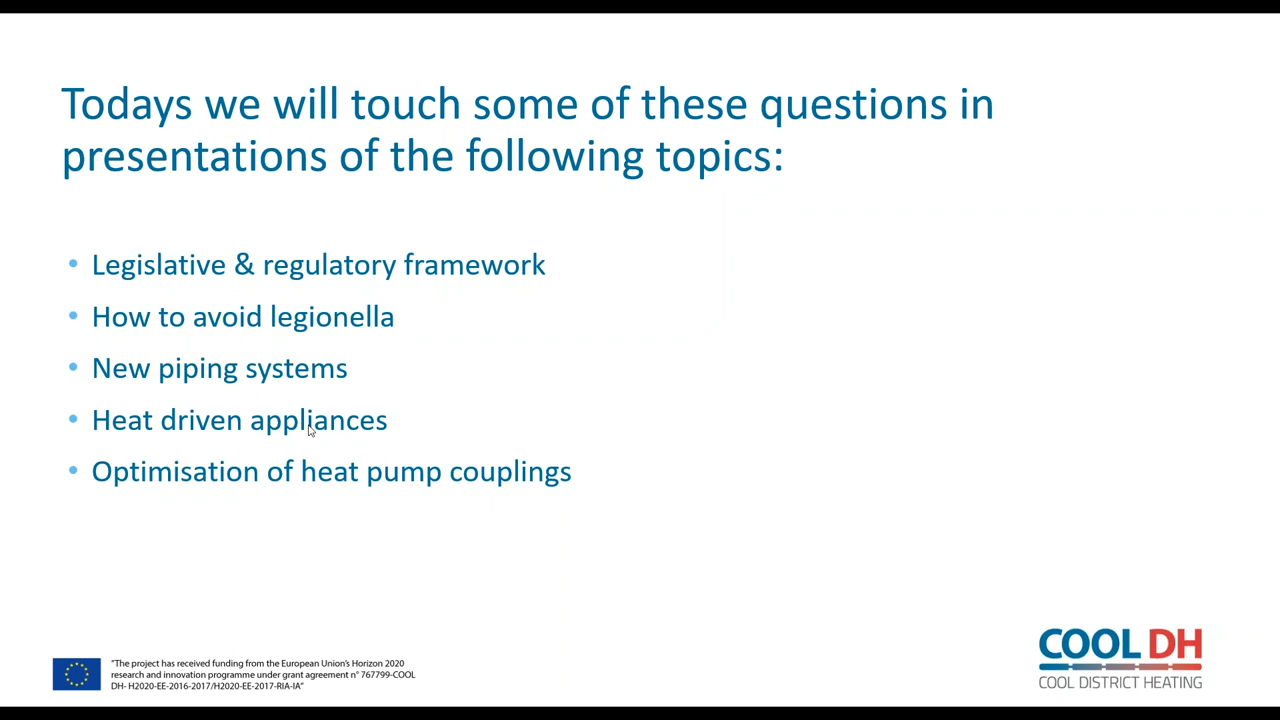 Todays we will touch some of these questions in
presentations of the following topics:
• Legislative & regulatory framework
• How to avoid legionella
• New piping systems
• Heat driven appliances
• Optimisation of heat pump couplings
"The project has received funding from the European Union's Horizon 2020
research and innovation programme under grant agreement n° 767799-COOL
DH- H2020-EE-2016-2017/H2020-EE-2017-RIA-IA"
COOL DH
COOL DISTRICT HEATING